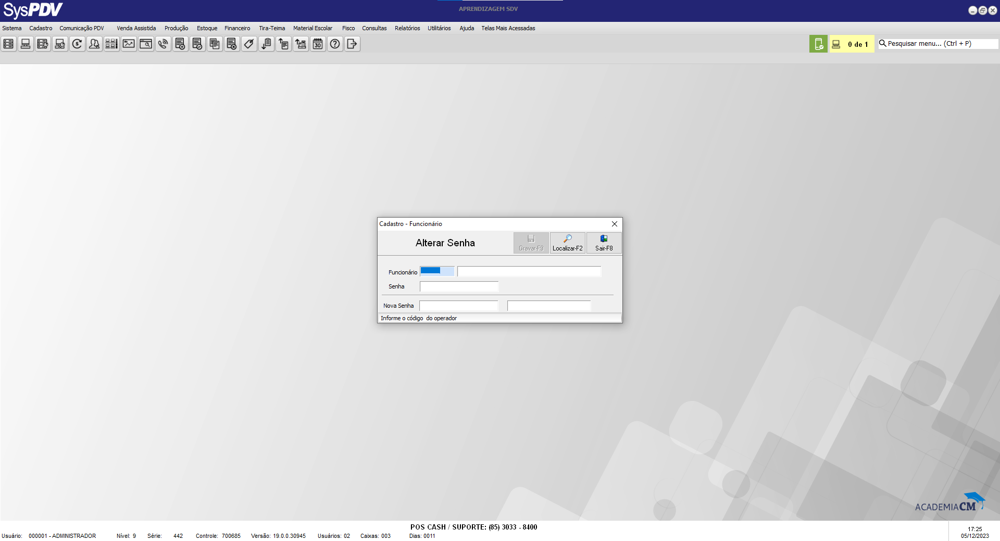 SysPDV
APRENDIZAGEM SDV
Sistema Cadastro Comunicação PDV Venda Assistida Produção Estoque Financeiro Tira-Teima Material Escolar Fisco Consultas Relatórios Utilitários Ajuda Telas Mais Acessadas
30 0 de 1 Pesquisar menu... (Ctrl + P)
Cadastro - Funcionário
Alterar Senha
Gravar-F9 Localizar-F2 Sair-F8
Funcionário
Senha
Nova Senha
Informe o código do operador
ACADEMIACM
POS CASH / SUPORTE: (85) 3033 - 8400
Usuário: 000001 - ADMINISTRADOR Nível: 9 Série: 442 Controle: 700685 Versão: 19.0.0.30945 Usuários: 02 Caixas: 003 Dias: 0011
17:25
05/12/2023